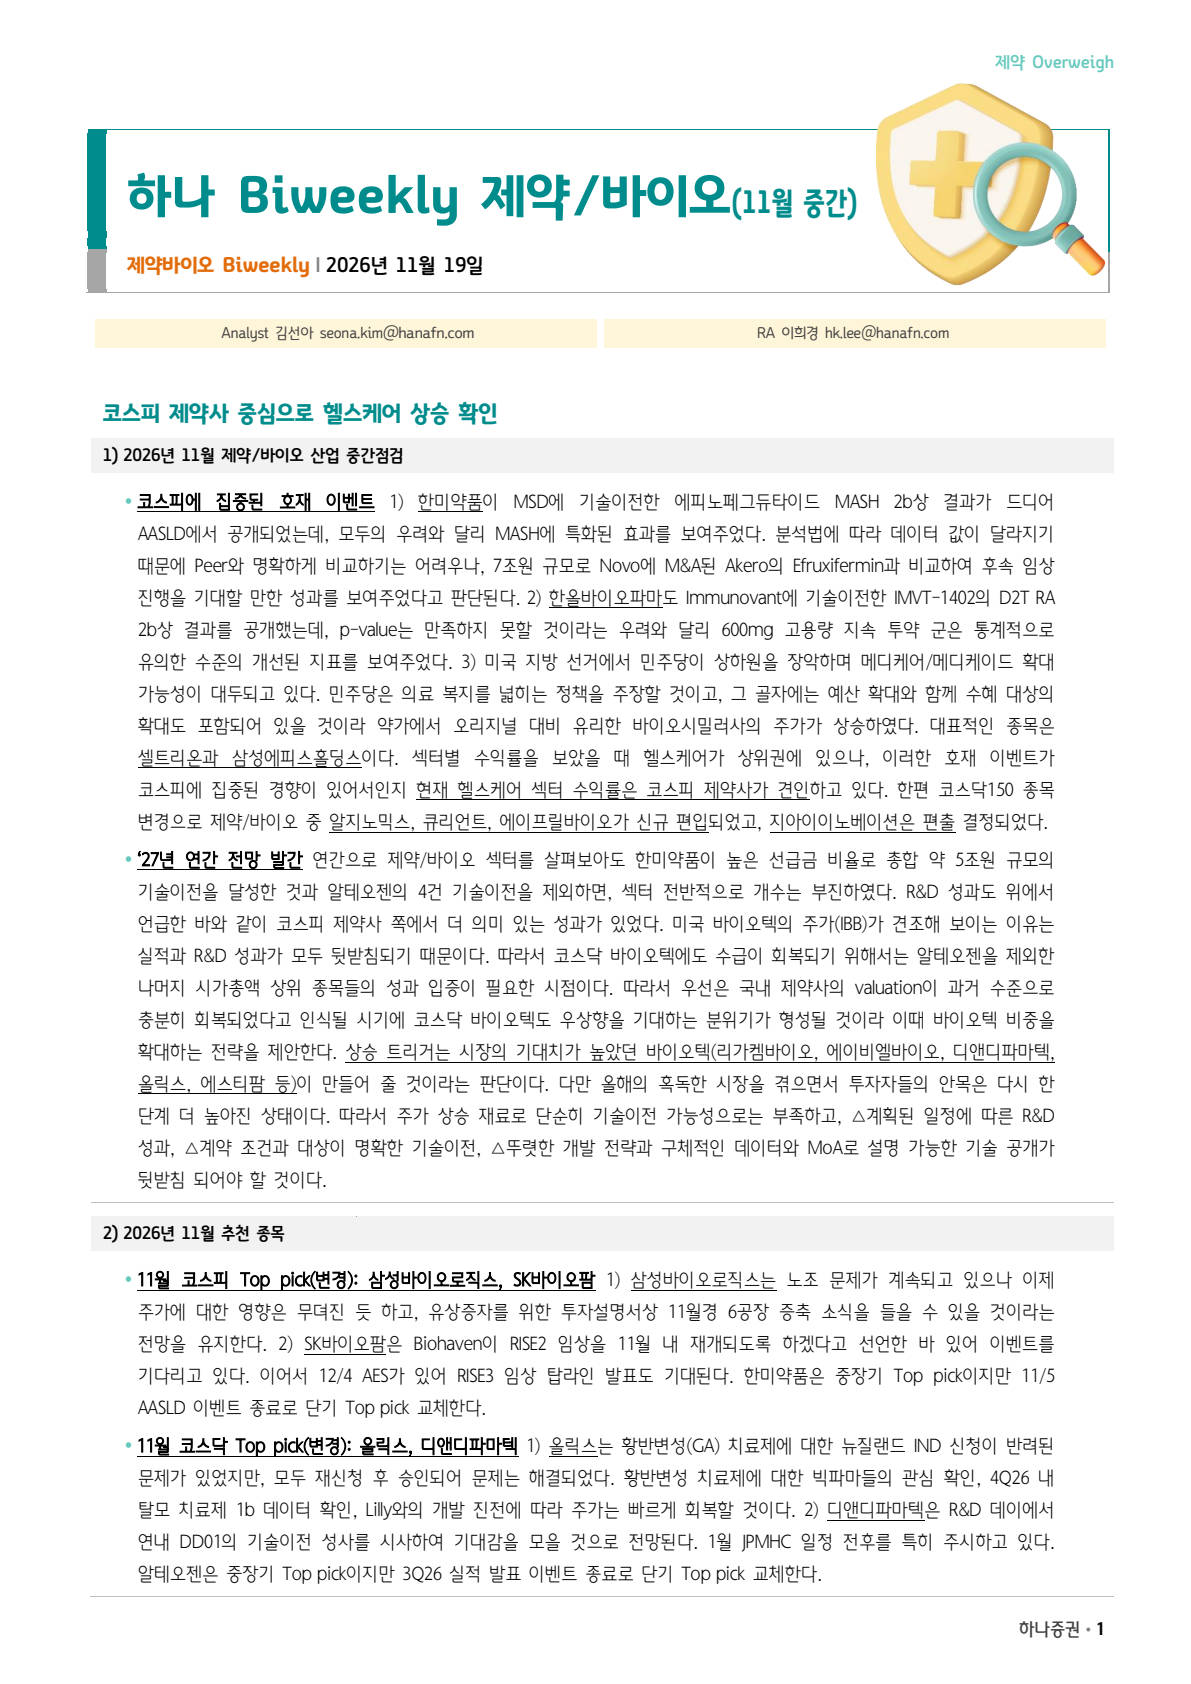 제약 Overweigh
하나 Biweekly 제약/바이오(11월 중간)
제약바이오 Biweekly | 2026년 11월 19일
Analyst 김선아 seona.kim@hanafn.com
RA 이희경 hk.lee@hanafn.com
코스피 제약사 중심으로 헬스케어 상승 확인
1) 2026년 11월 제약/바이오 산업 중간점검
• 코스피에 집중된 호재 이벤트 1) 한미약품이 MSD에 기술이전한 에피노페그듀타이드 MASH 2b상 결과가 드디어
AASLD에서 공개되었는데, 모두의 우려와 달리 MASH에 특화된 효과를 보여주었다. 분석법에 따라 데이터 값이 달라지기
때문에 Peer와 명확하게 비교하기는 어려우나, 7조원 규모로 Novo에 M&A된 Akero의 Efruxifermin과 비교하여 후속 임상
진행을 기대할 만한 성과를 보여주었다고 판단된다. 2) 한올바이오파마도 Immunovant에 기술이전한 IMVT-1402의 D2T RA
2b상 결과를 공개했는데, p-value는 만족하지 못할 것이라는 우려와 달리 600mg 고용량 지속 투약 군은 통계적으로
유의한 수준의 개선된 지표를 보여주었다. 3) 미국 지방 선거에서 민주당이 상하원을 장악하며 메디케어/메디케이드 확대
가능성이 대두되고 있다. 민주당은 의료 복지를 넓히는 정책을 주장할 것이고, 그 골자에는 예산 확대와 함께 수혜 대상의
확대도 포함되어 있을 것이라 약가에서 오리지널 대비 유리한 바이오시밀러사의 주가가 상승하였다. 대표적인 종목은
셀트리온과 삼성에피스홀딩스이다. 섹터별 수익률을 보았을 때 헬스케어가 상위권에 있으나, 이러한 호재 이벤트가
코스피에 집중된 경향이 있어서인지 현재 헬스케어 섹터 수익률은 코스피 제약사가 견인하고 있다. 한편 코스닥150 종목
변경으로 제약/바이오 중 알지노믹스, 큐리언트, 에이프릴바이오가 신규 편입되었고, 지아이이노베이션은 편출 결정되었다.
• ‘27년 연간 전망 발간 연간으로 제약/바이오 섹터를 살펴보아도 한미약품이 높은 선급금 비율로 총합 약 5조원 규모의
기술이전을 달성한 것과 알테오젠의 4건 기술이전을 제외하면, 섹터 전반적으로 개수는 부진하였다. R&D 성과도 위에서
언급한 바와 같이 코스피 제약사 쪽에서 더 의미 있는 성과가 있었다. 미국 바이오텍의 주가(IBB)가 견조해 보이는 이유는
실적과 R&D 성과가 모두 뒷받침되기 때문이다. 따라서 코스닥 바이오텍에도 수급이 회복되기 위해서는 알테오젠을 제외한
나머지 시가총액 상위 종목들의 성과 입증이 필요한 시점이다. 따라서 우선은 국내 제약사의 valuation이 과거 수준으로
충분히 회복되었다고 인식될 시기에 코스닥 바이오텍도 우상향을 기대하는 분위기가 형성될 것이라 이때 바이오텍 비중을
확대하는 전략을 제안한다. 상승 트리거는 시장의 기대치가 높았던 바이오텍(리가켐바이오, 에이비엘바이오, 디앤디파마텍,
올릭스, 에스티팜 등)이 만들어 줄 것이라는 판단이다. 다만 올해의 혹독한 시장을 겪으면서 투자자들의 안목은 다시 한
단계 더 높아진 상태이다. 따라서 주가 상승 재료로 단순히 기술이전 가능성으로는 부족하고, △계획된 일정에 따른 R&D
성과, △계약 조건과 대상이 명확한 기술이전, △뚜렷한 개발 전략과 구체적인 데이터와 MoA로 설명 가능한 기술 공개가
뒷받침 되어야 할 것이다.
2) 2026년 11월 추천 종목
• 11월 코스피 Top pick(변경): 삼성바이오로직스, SK바이오팜 1) 삼성바이오로직스는 노조 문제가 계속되고 있으나 이제
주가에 대한 영향은 무뎌진 듯 하고, 유상증자를 위한 투자설명서상 11월경 6공장 증축 소식을 들을 수 있을 것이라는
전망을 유지한다. 2) SK바이오팜은 Biohaven이 RISE2 임상을 11월 내 재개되도록 하겠다고 선언한 바 있어 이벤트를
기다리고 있다. 이어서 12/4 AES가 있어 RISE3 임상 탑라인 발표도 기대된다. 한미약품은 중장기 Top pick이지만 11/5
AASLD 이벤트 종료로 단기 Top pick 교체한다.
• 11월 코스닥 Top pick(변경): 올릭스, 디앤디파마텍 1) 올릭스는 황반변성(GA) 치료제에 대한 뉴질랜드 IND 신청이 반려된
문제가 있었지만, 모두 재신청 후 승인되어 문제는 해결되었다. 황반변성 치료제에 대한 빅파마들의 관심 확인, 4Q26 내
탈모 치료제 1b 데이터 확인, Lilly와의 개발 진전에 따라 주가는 빠르게 회복할 것이다. 2) 디앤디파마텍은 R&D 데이에서
연내 DD01의 기술이전 성사를 시사하여 기대감을 모을 것으로 전망된다. 1월 JPMHC 일정 전후를 특히 주시하고 있다.
알테오젠은 중장기 Top pick이지만 3Q26 실적 발표 이벤트 종료로 단기 Top pick 교체한다.
하나증권 • 1